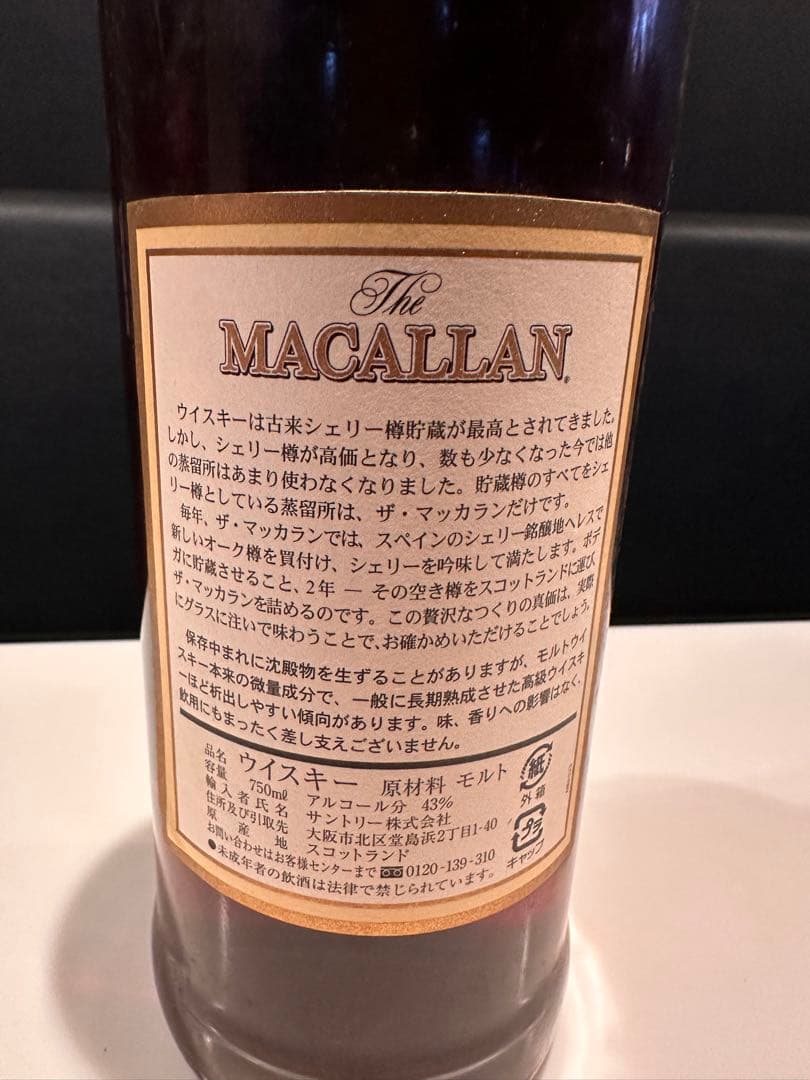 The
MACALLAN
ウイスキーは古来シェリー樽貯蔵が最高とされてきました。
しかし、シェリー樽が高価となり、数も少なくなった今では他
の蒸留所はあまり使わなくなりました。貯蔵樽のすべてをシェ
リー樽としている蒸留所は、ザ・マッカランだけです。
毎年、ザ・マッカランでは、スペインのシェリー銘醸地ヘレスで
新しいオーク樽を買付け、シェリーを吟味して満たします。ボデ
ガに貯蔵させること、2年 ― その空き樽をスコットランドに運び、
ザ・マッカランを詰めるのです。この贅沢なつくりの真価は、実際
にグラスに注いで味わうことで、お確かめいただけることでしょう。
保存中まれに沈殿物を生ずることがありますが、モルトウイ
スキー本来の微量成分で、一般に長期熟成させた高級ウイスキ
ーほど析出しやすい傾向があります。味、香りへの影響はなく、
飲用にもまったく差し支えございません。
品名 ウイスキー 原材料 モルト
容量 750mℓ アルコール分 43%
輸入者氏名 サントリー株式会社
住所及び引取先 大阪市北区堂島浜2丁目1-40
原産地 スコットランド
お問い合わせはお客様センターまで 0120-139-310
●未成年者の飲酒は法律で禁じられています。
紙
外箱
プラ
キャップ